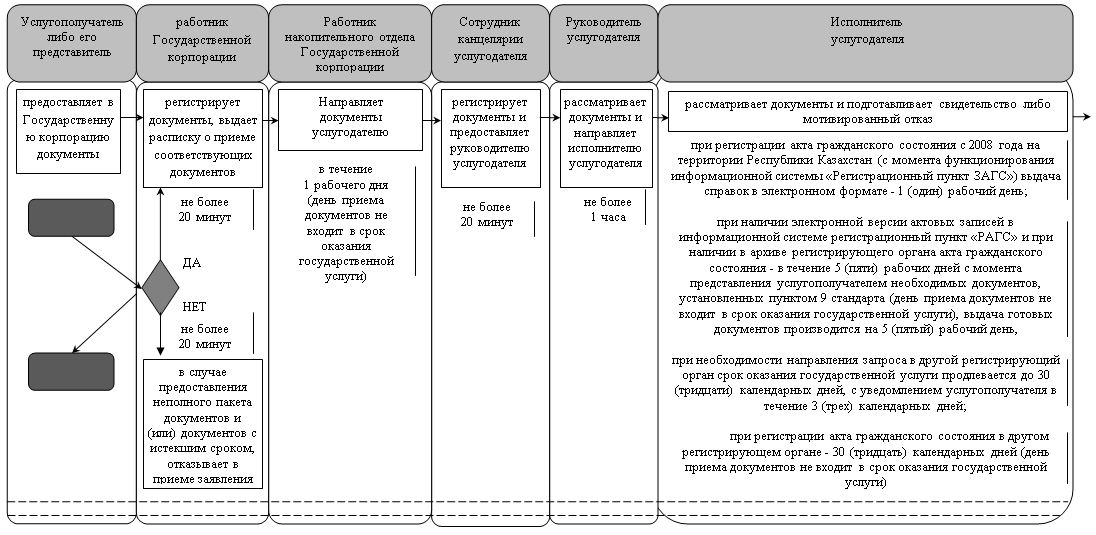 Услугополучатель
либо его
представитель
работник
Государственной
корпорации
Работник
накопительного отдела
Государственной
корпорации
Сотрудник
канцелярии
услугодателя
Руководитель
услугодателя
Исполнитель
услугодателя
предоставляет в
Государственну
ю корпорацию
документы
регистрирует
документы, выдает
расписку о приеме
соответствующих
документов
не более
20 минут
ДА
НЕТ
не более
20 минут
в случае
предоставления
неполного пакета
документов и
(или) документов с
истекшим сроком,
отказывает в
приеме заявления
Направляет
документы
услугодателю
в течение
1 рабочего дня
(день приема
документов не
входит в срок
оказания
государственной
услуги)
регистрирует
документы и
предоставляет
руководителю
услугодателя
не более
20 минут
рассматривает
документы и
направляет
исполнителю
услугодателя
не более
1 часа
рассматривает документы и подготавливает свидетельство либо
мотивированный отказ
при регистрации акта гражданского состояния с 2008 года на
территории Республики Казахстан (с момента функционирования
информационной системы «Регистрационный пункт ЗАГС») выдача
справок в электронном формате - 1 (один) рабочий день;
при наличии электронной версии актовых записей в
информационной системе регистрационный пункт «РАГС» и при
наличии в архиве регистрирующего органа акта гражданского
состояния - в течение 5 (пяти) рабочих дней с момента
представления услугополучателем необходимых документов,
установленных пунктом 9 стандарта (день приема документов не
входит в срок оказания государственной услуги), выдача готовых
документов производится на 5 (пятый) рабочий день,
при необходимости направления запроса в другой регистрирующий
орган срок оказания государственной услуги продлевается до 30
(тридцати) календарных дней, с уведомлением услугополучателя в
течение 3 (трех) календарных дней;
при регистрации акта гражданского состояния в другом
регистрирующем органе - 30 (тридцать) календарных дней (день
приема документов не входит в срок оказания государственной
услуги)